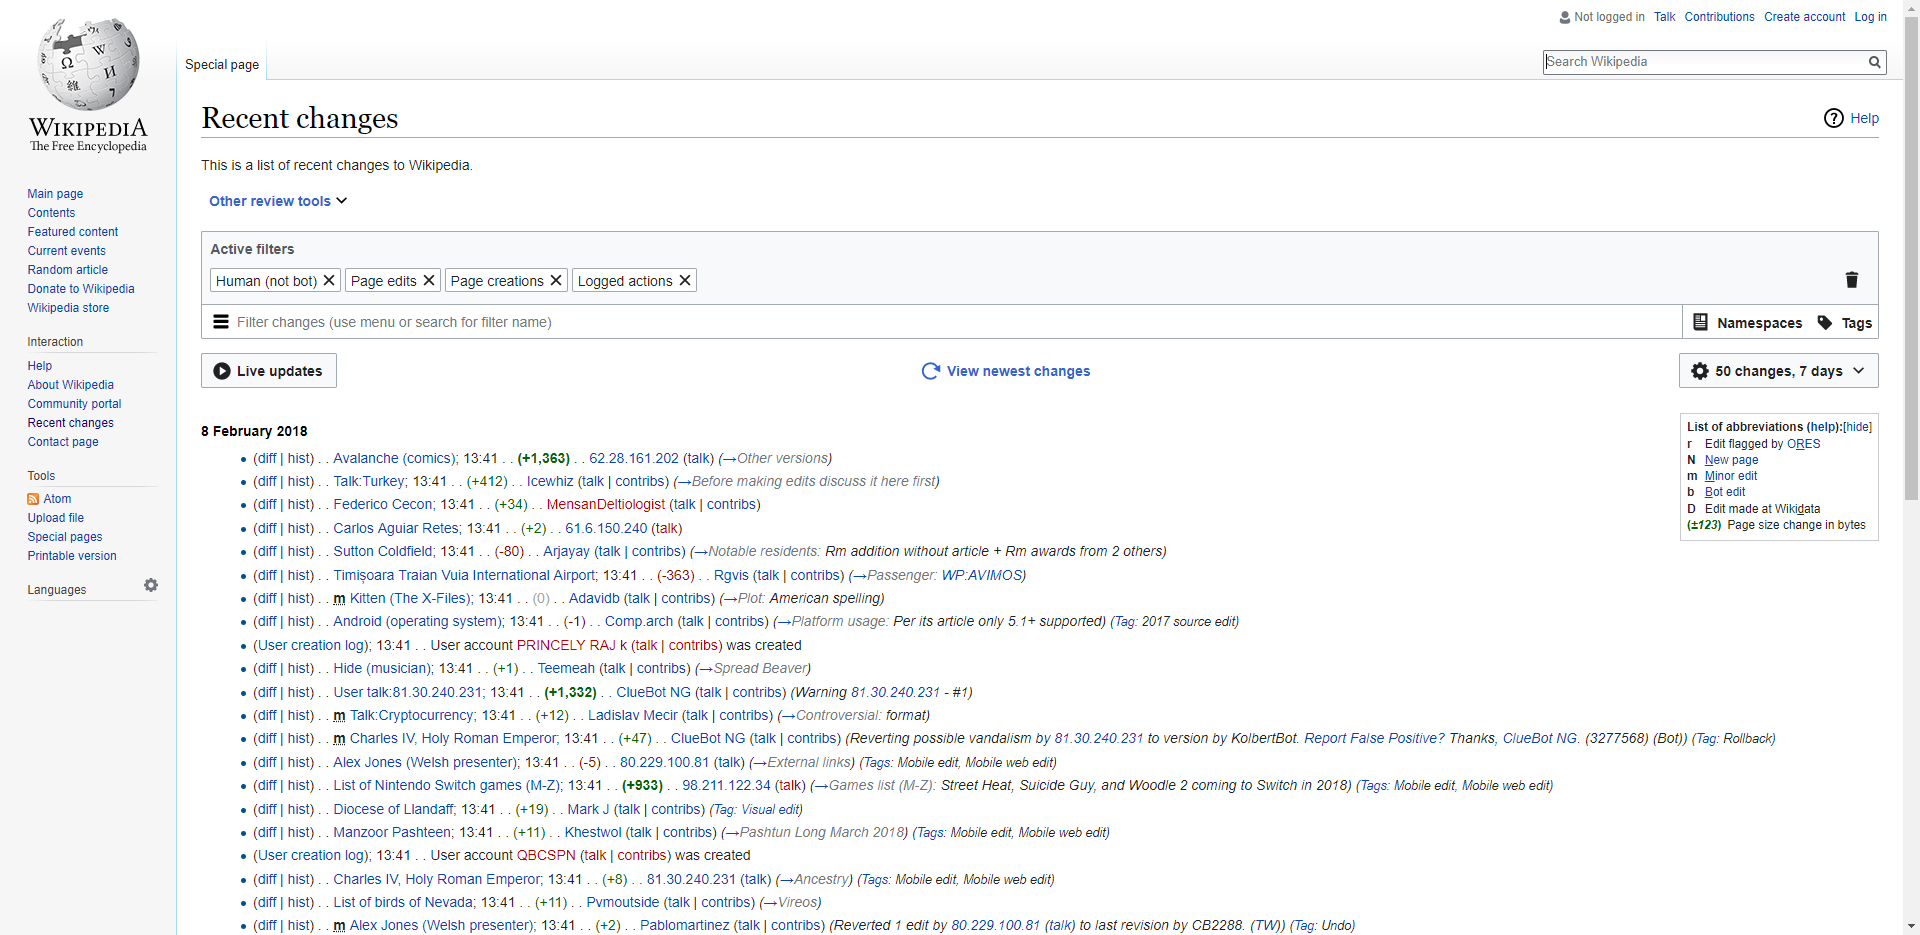 Not logged in Talk Contributions Create account Log in
Special page
Search Wikipedia
WIKIPEDIA
The Free Encyclopedia
Main page
Contents
Featured content
Current events
Random article
Donate to Wikipedia
Wikipedia store
Interaction
Help
About Wikipedia
Community portal
Recent changes
Contact page
Tools
Atom
Upload file
Special pages
Printable version
Languages
Recent changes
Help
This is a list of recent changes to Wikipedia.
Other review tools
Active filters
Human (not bot) Page edits Page creations Logged actions
Filter changes (use menu or search for filter name)
Namespaces Tags
Live updates
View newest changes
50 changes, 7 days
List of abbreviations (help):[hide]
r Edit flagged by ORES
N New page
m Minor edit
b Bot edit
D Edit made at Wikidata
(±123) Page size change in bytes
8 February 2018
(diff | hist) . . Avalanche (comics); 13:41 . . (+1,363) . . 62.28.161.202 (talk) (→Other versions)
(diff | hist) . . Talk:Turkey; 13:41 . . (+412) . . Icewhiz (talk | contribs) (→Before making edits discuss it here first)
(diff | hist) . . Federico Cecon; 13:41 . . (+34) . . MensanDeltiologist (talk | contribs)
(diff | hist) . . Carlos Aguiar Retes; 13:41 . . (+2) . . 61.6.150.240 (talk)
(diff | hist) . . Sutton Coldfield; 13:41 . . (-80) . . Arjayay (talk | contribs) (→Notable residents: Rm addition without article + Rm awards from 2 others)
(diff | hist) . . Timișoara Traian Vuia International Airport; 13:41 . . (-363) . . Rgvis (talk | contribs) (→Passenger: WP:AVIMOS)
(diff | hist) . . m Kitten (The X-Files); 13:41 . . (0) . . Adavidb (talk | contribs) (→Plot: American spelling)
(diff | hist) . . Android (operating system); 13:41 . . (-1) . . Comp.arch (talk | contribs) (→Platform usage: Per its article only 5.1+ supported) (Tag: 2017 source edit)
(User creation log); 13:41 . . User account PRINCELY RAJ k (talk | contribs) was created
(diff | hist) . . Hide (musician); 13:41 . . (+1) . . Teemeah (talk | contribs) (→Spread Beaver)
(diff | hist) . . User talk:81.30.240.231; 13:41 . . (+1,332) . . ClueBot NG (talk | contribs) (Warning 81.30.240.231 - #1)
(diff | hist) . . m Talk:Cryptocurrency; 13:41 . . (+12) . . Ladislav Mecir (talk | contribs) (→Controversial: format)
(diff | hist) . . m Charles IV, Holy Roman Emperor; 13:41 . . (+47) . . ClueBot NG (talk | contribs) (Reverting possible vandalism by 81.30.240.231 to version by KolbertBot. Report False Positive? Thanks, ClueBot NG. (3277568) (Bot)) (Tag: Rollback)
(diff | hist) . . Alex Jones (Welsh presenter); 13:41 . . (-5) . . 80.229.100.81 (talk) (→External links) (Tags: Mobile edit, Mobile web edit)
(diff | hist) . . List of Nintendo Switch games (M-Z); 13:41 . . (+933) . . 98.211.122.34 (talk) (→Games list (M-Z): Street Heat, Suicide Guy, and Woodle 2 coming to Switch in 2018) (Tags: Mobile edit, Mobile web edit)
(diff | hist) . . Diocese of Llandaff; 13:41 . . (+19) . . Mark J (talk | contribs) (Tag: Visual edit)
(diff | hist) . . Manzoor Pashteen; 13:41 . . (+11) . . Khestwol (talk | contribs) (→Pashtun Long March 2018) (Tags: Mobile edit, Mobile web edit)
(User creation log); 13:41 . . User account QBCSPN (talk | contribs) was created
(diff | hist) . . Charles IV, Holy Roman Emperor; 13:41 . . (+8) . . 81.30.240.231 (talk) (→Ancestry) (Tags: Mobile edit, Mobile web edit)
(diff | hist) . . List of birds of Nevada; 13:41 . . (+11) . . Pvmoutside (talk | contribs) (→Vireos)
(diff | hist) . . m Alex Jones (Welsh presenter); 13:41 . . (+2) . . Pablomartinez (talk | contribs) (Reverted 1 edit by 80.229.100.81 (talk) to last revision by CB2288. (TW)) (Tag: Undo)